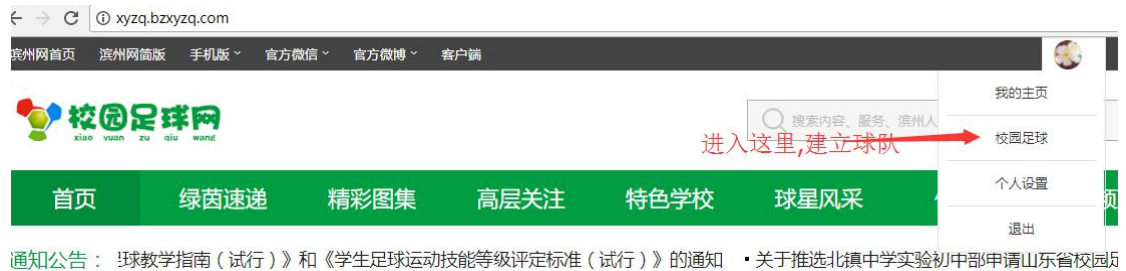 xyzq.bzxyzq.com
滨州网首页 滨州网简版 手机版 官方微信 官方微博 客户端
我的主页
校园足球网
xiao yuan zu qiu wang
搜索内容、服务、滨州人
校园足球
进入这里,建立球队
个人设置
首页 绿茵速递 精彩图集 高层关注 特色学校 球星风采
退出
通知公告: 球教学指南(试行)》和《学生足球运动技能等级评定标准(试行)》的通知 ▪关于推选北镇中学实验初中部申请山东省校园足